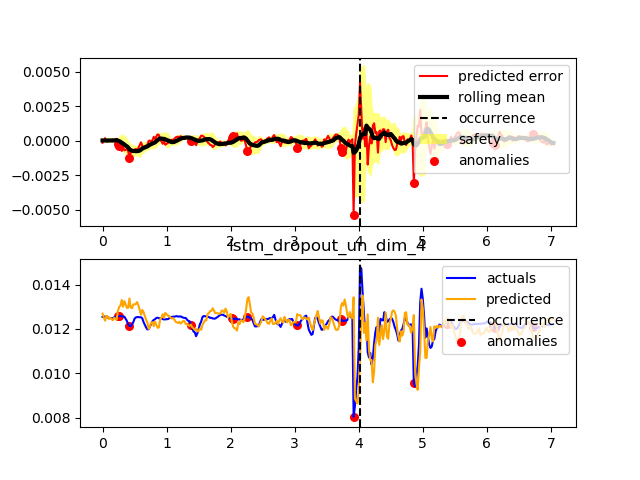 0.0050
0.0025
0.0000
−0.0025
−0.0050
predicted error
rolling mean
occurrence
safety
anomalies
0 1 2 3 4 5 6 7
lstm_dropout_un_dim_4
0.014
0.012
0.010
0.008
actuals
predicted
occurrence
anomalies
0 1 2 3 4 5 6 7